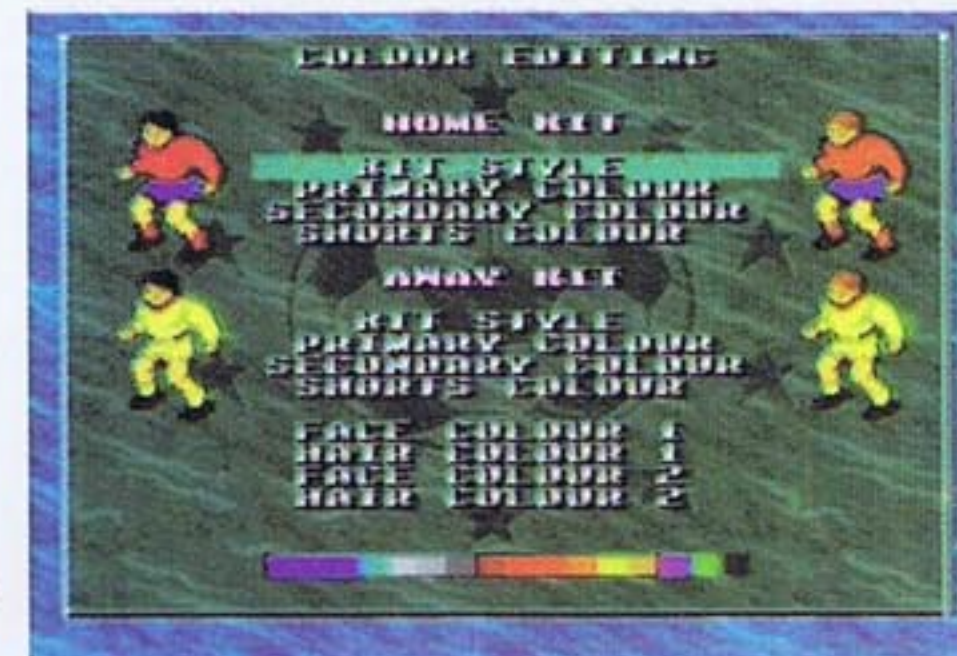 COLOUR EDITING
HOME KIT
KIT STYLE
PRIMARY COLOUR
SECONDARY COLOUR
SHORTS COLOUR
AWAY KIT
KIT STYLE
PRIMARY COLOUR
SECONDARY COLOUR
SHORTS COLOUR
FACE COLOUR 1
HAIR COLOUR 1
FACE COLOUR 2
HAIR COLOUR 2